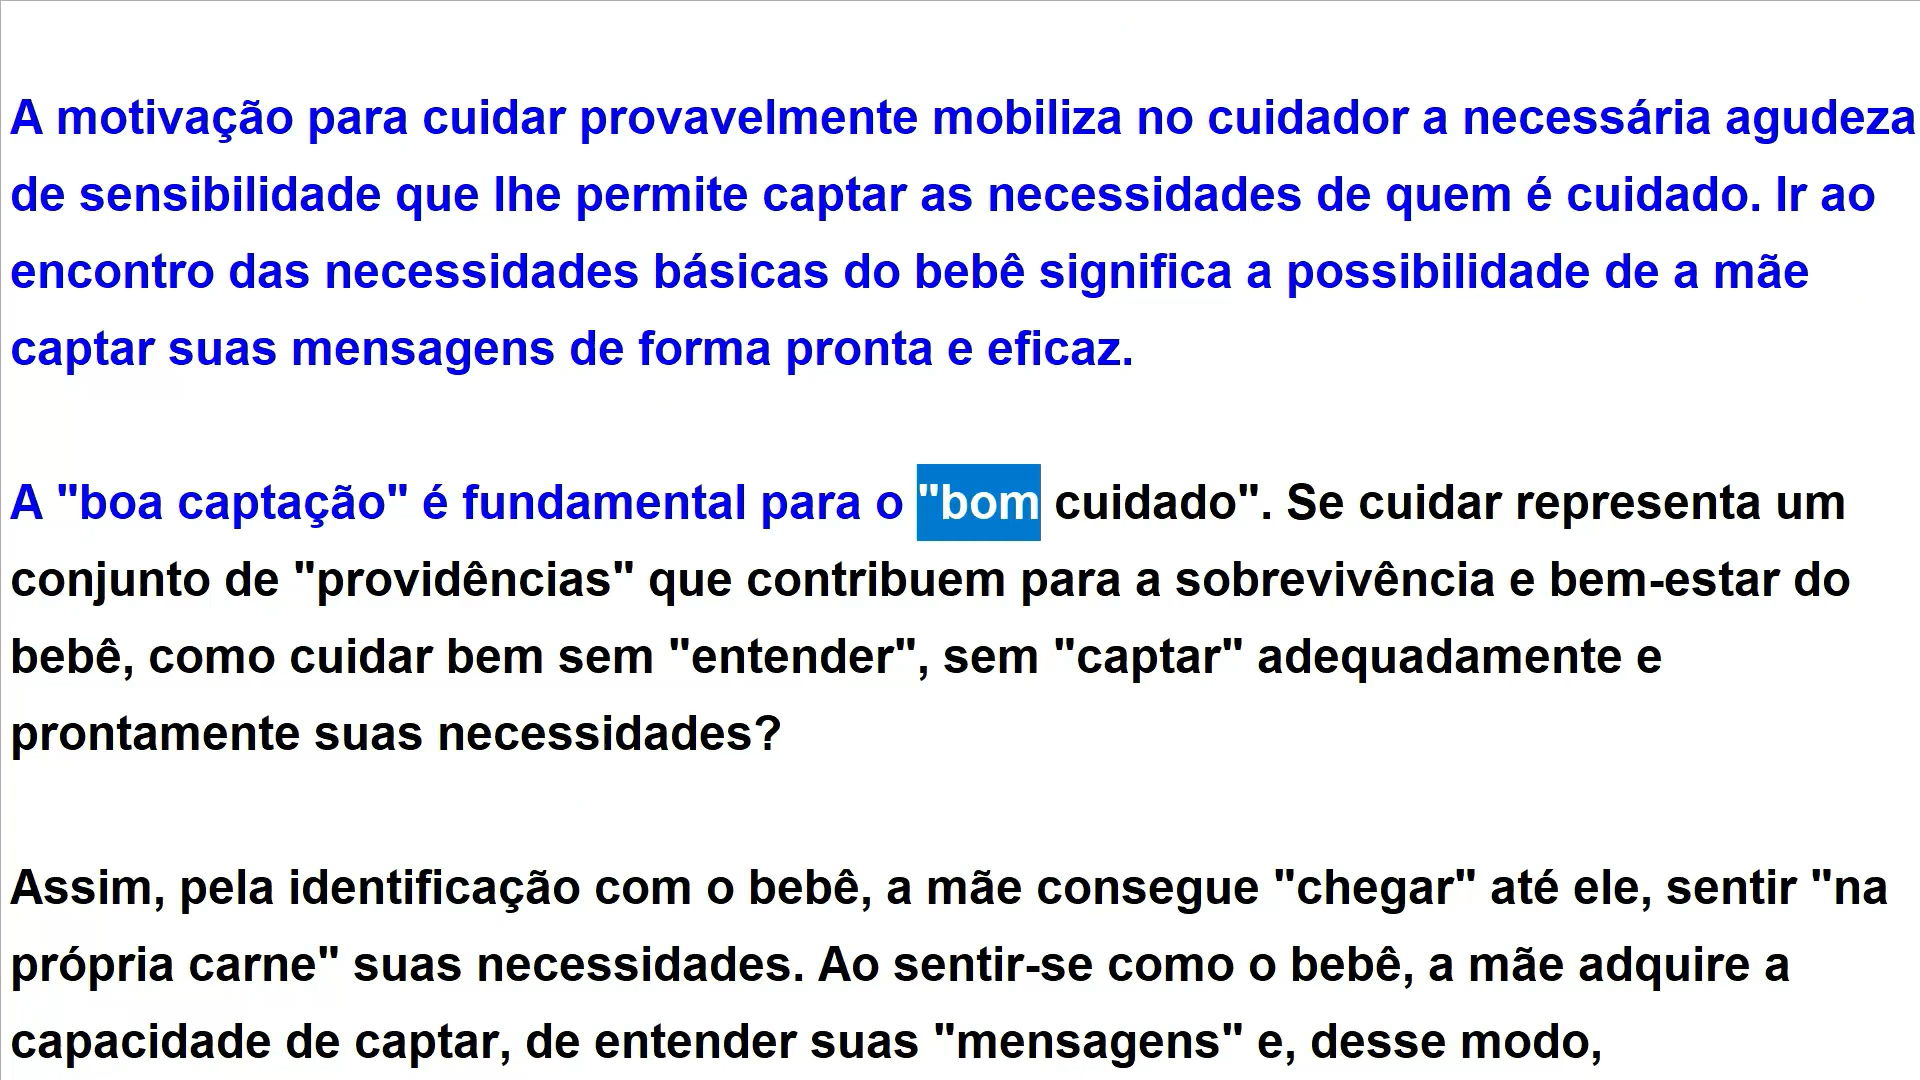 A motivação para cuidar provavelmente mobiliza no cuidador a necessária agudeza
de sensibilidade que lhe permite captar as necessidades de quem é cuidado. Ir ao
encontro das necessidades básicas do bebê significa a possibilidade de a mãe
captar suas mensagens de forma pronta e eficaz.
A "boa captação" é fundamental para o "bom cuidado". Se cuidar representa um
conjunto de "providências" que contribuem para a sobrevivência e bem-estar do
bebê, como cuidar bem sem "entender", sem "captar" adequadamente e
prontamente suas necessidades?
Assim, pela identificação com o bebê, a mãe consegue "chegar" até ele, sentir "na
própria carne" suas necessidades. Ao sentir-se como o bebê, a mãe adquire a
capacidade de captar, de entender suas "mensagens" e, desse modo,